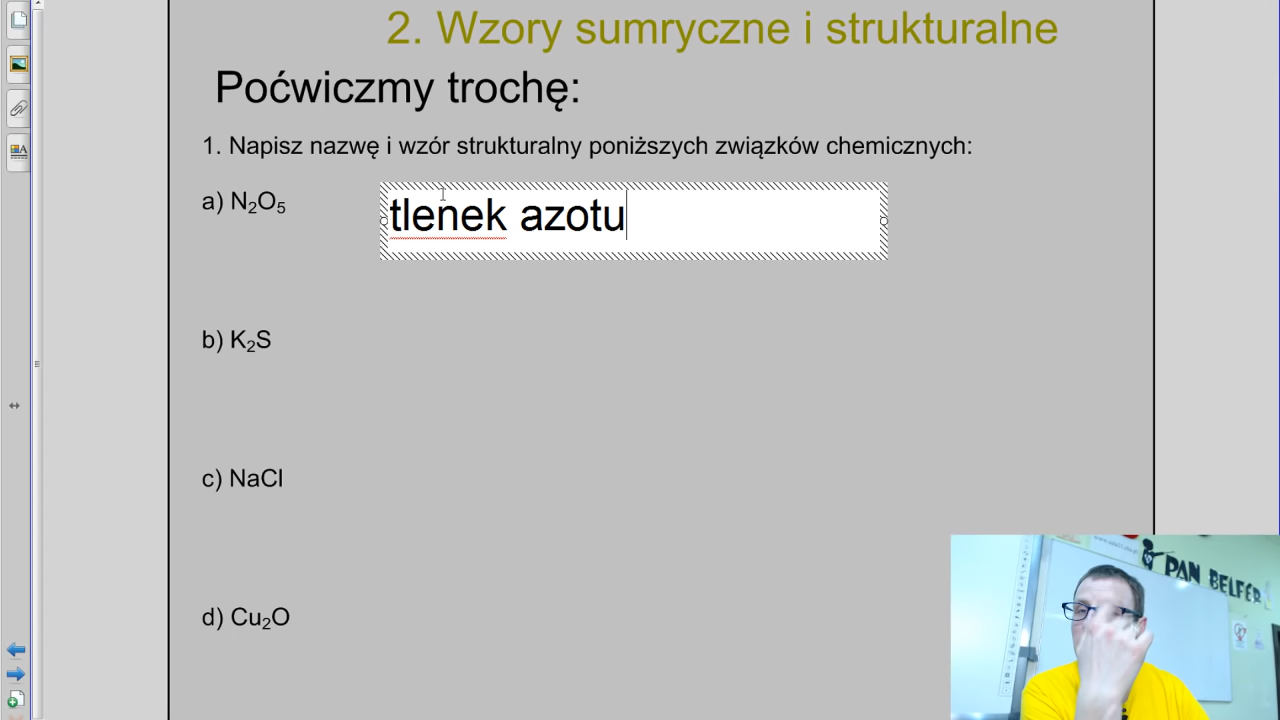 2. Wzory sumryczne i strukturalne
Poćwiczmy trochę:
1. Napisz nazwę i wzór strukturalny poniższych związków chemicznych:
a) N₂O₅
tlenek azotu
b) K₂S
c) NaCl
d) Cu₂O
PAN BELFER